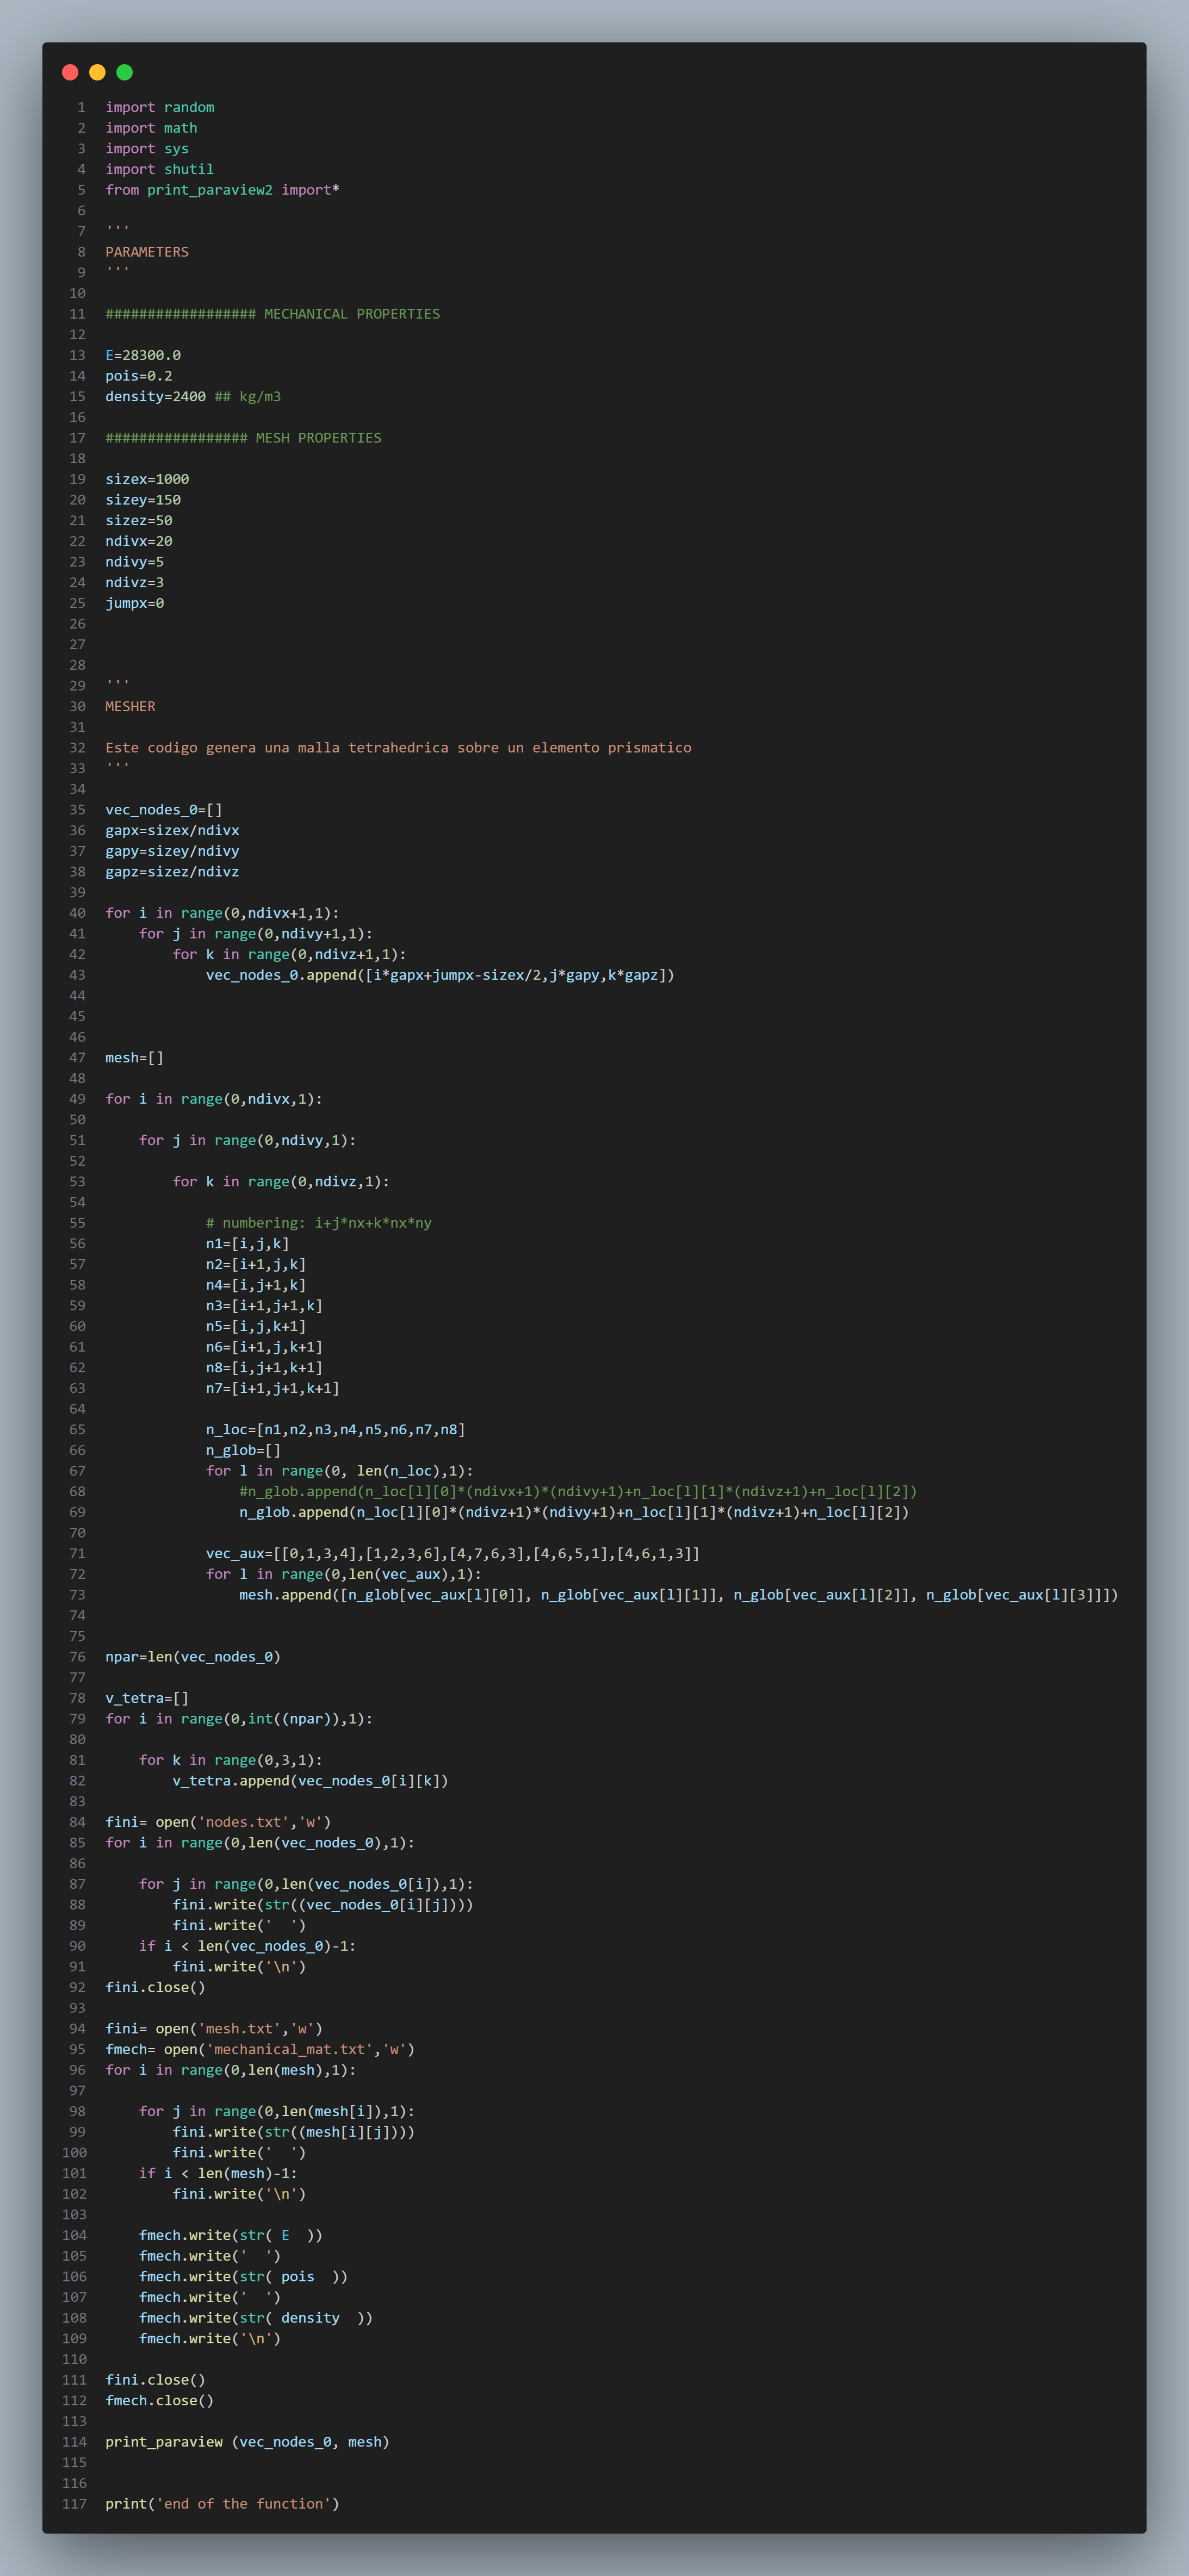 1 import random
2 import math
3 import sys
4 import shutil
5 from print_paraview2 import*
6
7 '''
8 PARAMETERS
9 '''
10
11 ################## MECHANICAL PROPERTIES
12
13 E=28300.0
14 pois=0.2
15 density=2400 ## kg/m3
16
17 ################# MESH PROPERTIES
18
19 sizex=1000
20 sizey=150
21 sizez=50
22 ndivx=20
23 ndivy=5
24 ndivz=3
25 jumpx=0
26
27
28
29 '''
30 MESHER
31
32 Este codigo genera una malla tetrahedrica sobre un elemento prismatico
33 '''
34
35 vec_nodes_0=[]
36 gapx=sizex/ndivx
37 gapy=sizey/ndivy
38 gapz=sizez/ndivz
39
40 for i in range(0,ndivx+1,1):
41     for j in range(0,ndivy+1,1):
42         for k in range(0,ndivz+1,1):
43             vec_nodes_0.append([i*gapx+jumpx-sizex/2,j*gapy,k*gapz])
44
45
46
47 mesh=[]
48
49 for i in range(0,ndivx,1):
50
51     for j in range(0,ndivy,1):
52
53         for k in range(0,ndivz,1):
54
55             # numbering: i+j*nx+k*nx*ny
56             n1=[i,j,k]
57             n2=[i+1,j,k]
58             n4=[i,j+1,k]
59             n3=[i+1,j+1,k]
60             n5=[i,j,k+1]
61             n6=[i+1,j,k+1]
62             n8=[i,j+1,k+1]
63             n7=[i+1,j+1,k+1]
64
65             n_loc=[n1,n2,n3,n4,n5,n6,n7,n8]
66             n_glob=[]
67             for l in range(0, len(n_loc),1):
68                 #n_glob.append(n_loc[l][0]*(ndivx+1)*(ndivy+1)+n_loc[l][1]*(ndivz+1)+n_loc[l][2])
69                 n_glob.append(n_loc[l][0]*(ndivz+1)*(ndivy+1)+n_loc[l][1]*(ndivz+1)+n_loc[l][2])
70
71             vec_aux=[[0,1,3,4],[1,2,3,6],[4,7,6,3],[4,6,5,1],[4,6,1,3]]
72             for l in range(0,len(vec_aux),1):
73                 mesh.append([n_glob[vec_aux[l][0]], n_glob[vec_aux[l][1]], n_glob[vec_aux[l][2]], n_glob[vec_aux[l][3]]])
74
75
76 npar=len(vec_nodes_0)
77
78 v_tetra=[]
79 for i in range(0,int((npar)),1):
80
81     for k in range(0,3,1):
82         v_tetra.append(vec_nodes_0[i][k])
83
84 fini= open('nodes.txt','w')
85 for i in range(0,len(vec_nodes_0),1):
86
87     for j in range(0,len(vec_nodes_0[i]),1):
88         fini.write(str((vec_nodes_0[i][j])))
89         fini.write('  ')
90     if i < len(vec_nodes_0)-1:
91         fini.write('\n')
92 fini.close()
93
94 fini= open('mesh.txt','w')
95 fmech= open('mechanical_mat.txt','w')
96 for i in range(0,len(mesh),1):
97
98     for j in range(0,len(mesh[i]),1):
99         fini.write(str((mesh[i][j])))
100         fini.write('  ')
101     if i < len(mesh)-1:
102         fini.write('\n')
103
104     fmech.write(str( E  ))
105     fmech.write('  ')
106     fmech.write(str( pois  ))
107     fmech.write('  ')
108     fmech.write(str( density  ))
109     fmech.write('\n')
110
111 fini.close()
112 fmech.close()
113
114 print_paraview (vec_nodes_0, mesh)
115
116
117 print('end of the function')